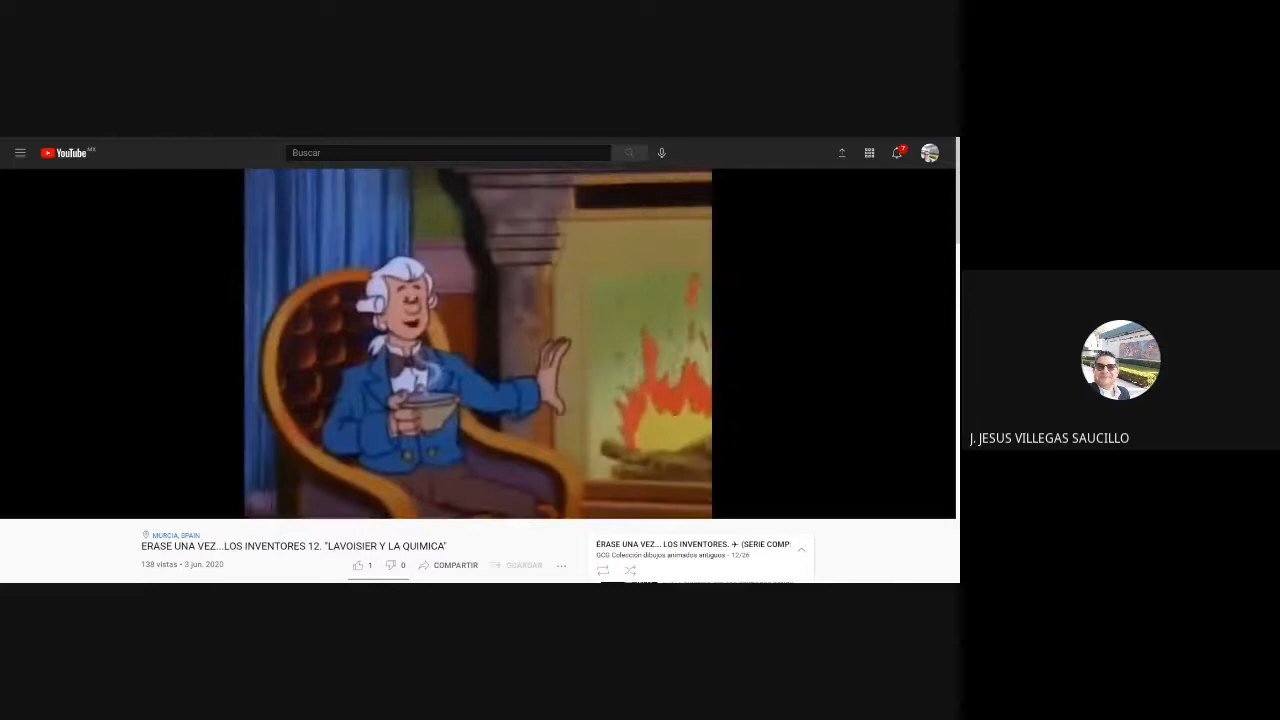 YouTube MX
Buscar
7
J. JESUS VILLEGAS SAUCILLO
MURCIA, SPAIN
ERASE UNA VEZ...LOS INVENTORES 12. "LAVOISIER Y LA QUIMICA"
138 vistas • 3 jun. 2020
1
0
COMPARTIR
GUARDAR
ÉRASE UNA VEZ... LOS INVENTORES. ✈ (SERIE COMP
GCG Colección dibujos animados antiguos - 12/26